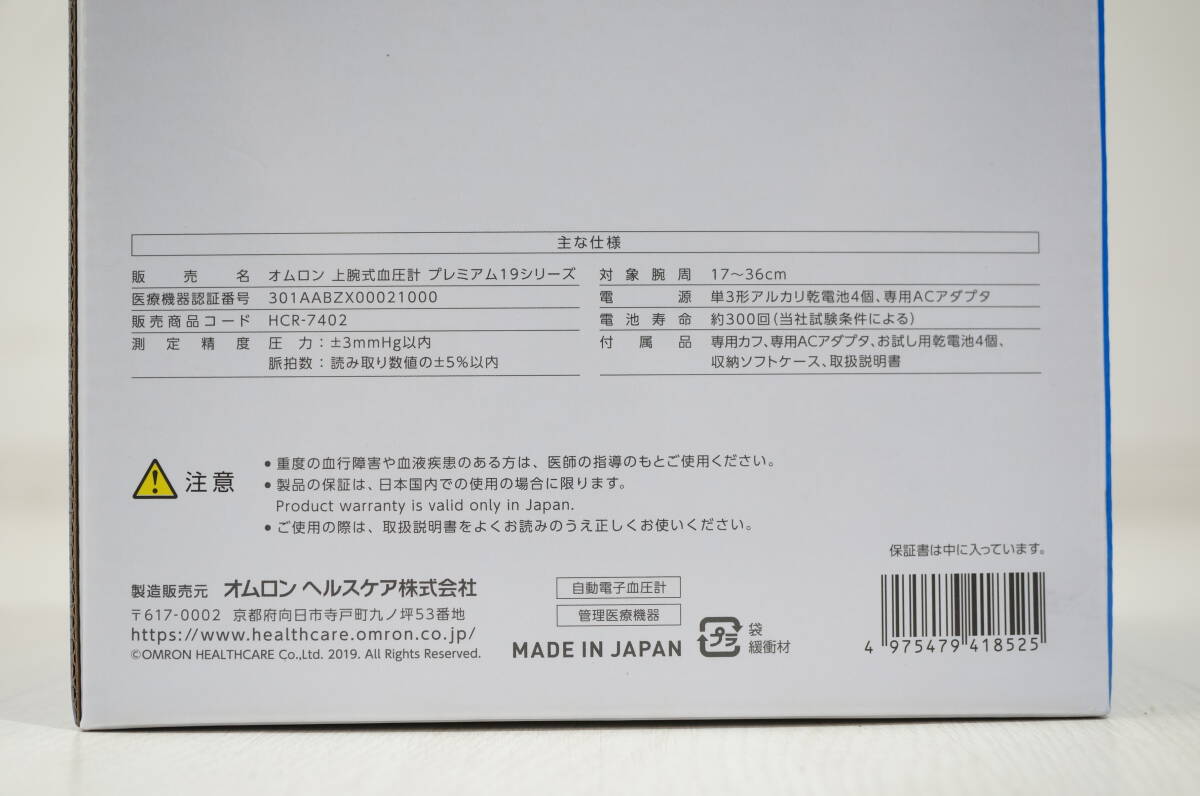 主な仕様
販売名 オムロン 上腕式血圧計 プレミアム19シリーズ
医療機器認証番号 301AABZX00021000
販売商品コード HCR-7402
測定精度 圧力：±3mmHg以内
脈拍数：読み取り数値の±5%以内
対象腕周 17～36cm
電源 単3形アルカリ乾電池4個、専用ACアダプタ
電池寿命 約300回(当社試験条件による)
付属品 専用カフ、専用ACアダプタ、お試し用乾電池4個、
収納ソフトケース、取扱説明書
注意
●重度の血行障害や血液疾患のある方は、医師の指導のもとご使用ください。
●製品の保証は、日本国内での使用の場合に限ります。
Product warranty is valid only in Japan.
●ご使用の際は、取扱説明書をよくお読みのうえ正しくお使いください。
保証書は中に入っています。
製造販売元 オムロン ヘルスケア株式会社
〒617-0002 京都府向日市寺戸町九ノ坪53番地
https://www.healthcare.omron.co.jp/
©OMRON HEALTHCARE Co.,Ltd. 2019. All Rights Reserved.
自動電子血圧計
管理医療機器
MADE IN JAPAN
プラ
袋
緩衝材
4 975479 418525